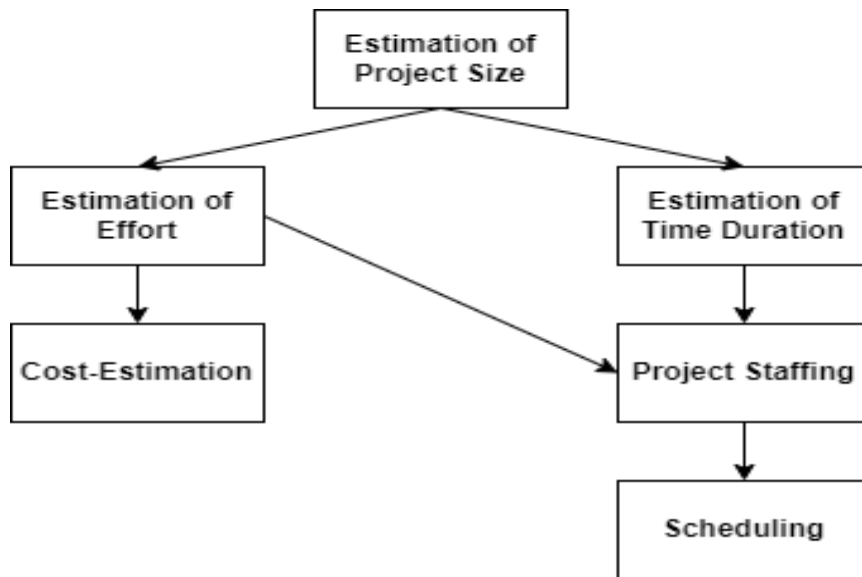 Estimation of
Project Size
Estimation of
Effort
Estimation of
Time Duration
Cost-Estimation
Project Staffing
Scheduling